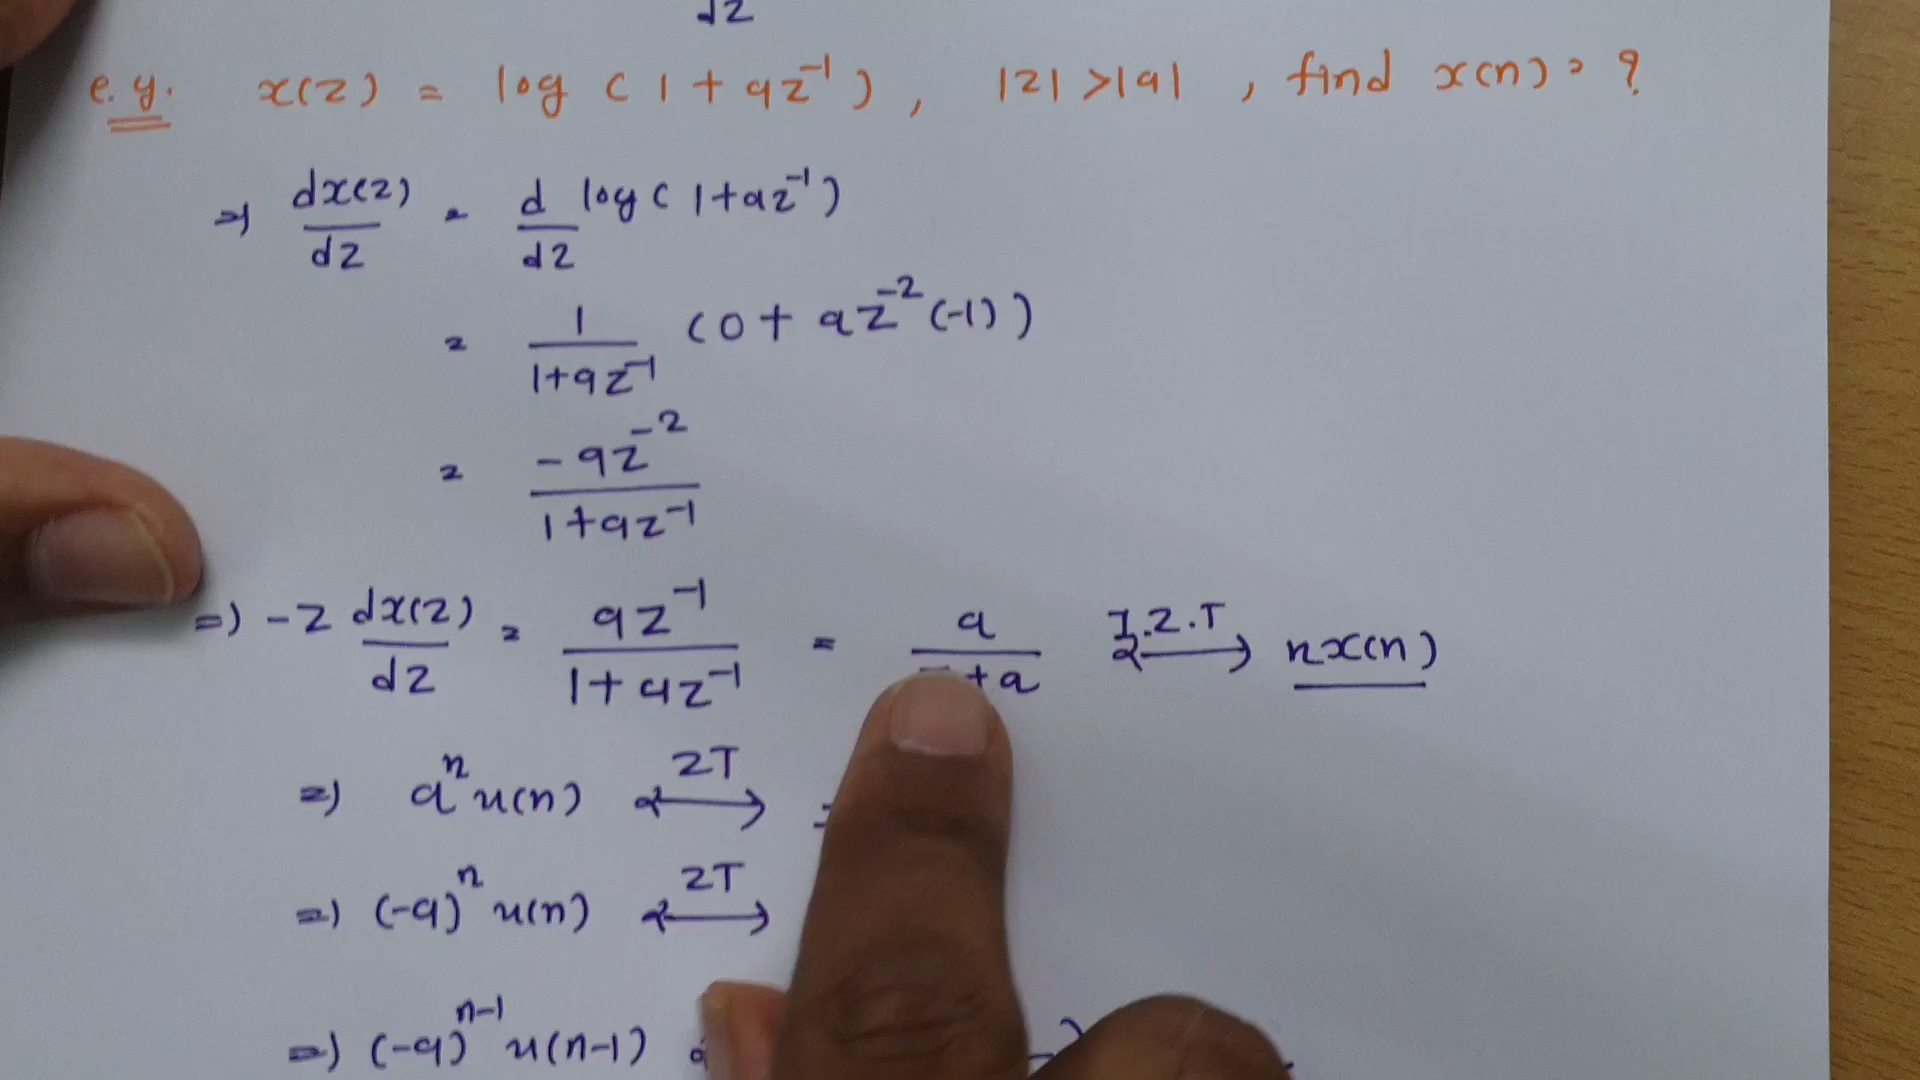 dz
e.g. x(z) = log(1+az⁻¹), |z|>|a|, find x(n)=?
⇒ dx(z)/dz = d/dz log(1+az⁻¹)
= 1/(1+az⁻¹) (0+az⁻²(-1))
= -az⁻²/(1+az⁻¹)
⇒ -z dx(z)/dz = az⁻¹/(1+az⁻¹) = a/ +a I.Z.T ↔ nx(n)
⇒ aⁿu(n) ZT ↔
⇒ (-a)ⁿu(n) ZT ↔
⇒ (-a)ⁿ⁻¹u(n-1)